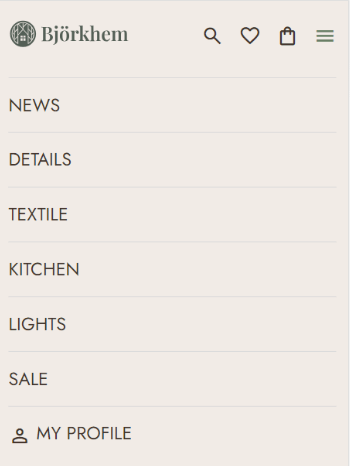 Björkhem
NEWS
DETAILS
TEXTILE
KITCHEN
LIGHTS
SALE
MY PROFILE